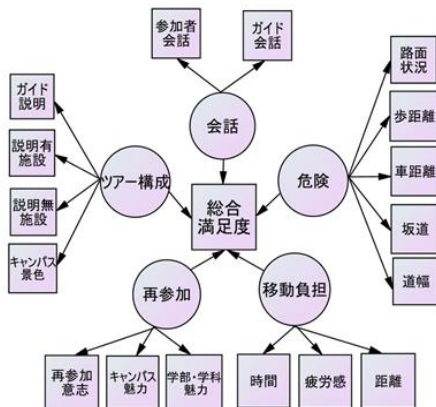 参加者
会話
ガイド
会話
路面
状況
ガイド
説明
会話
歩距離
説明有
施設
ツアー構成
危険
車距離
説明無
施設
総合
満足度
坂道
キャンパス
景色
道幅
再参加
移動負担
再参加
意志
キャンパス
魅力
学部・学科
魅力
時間
疲労感
距離